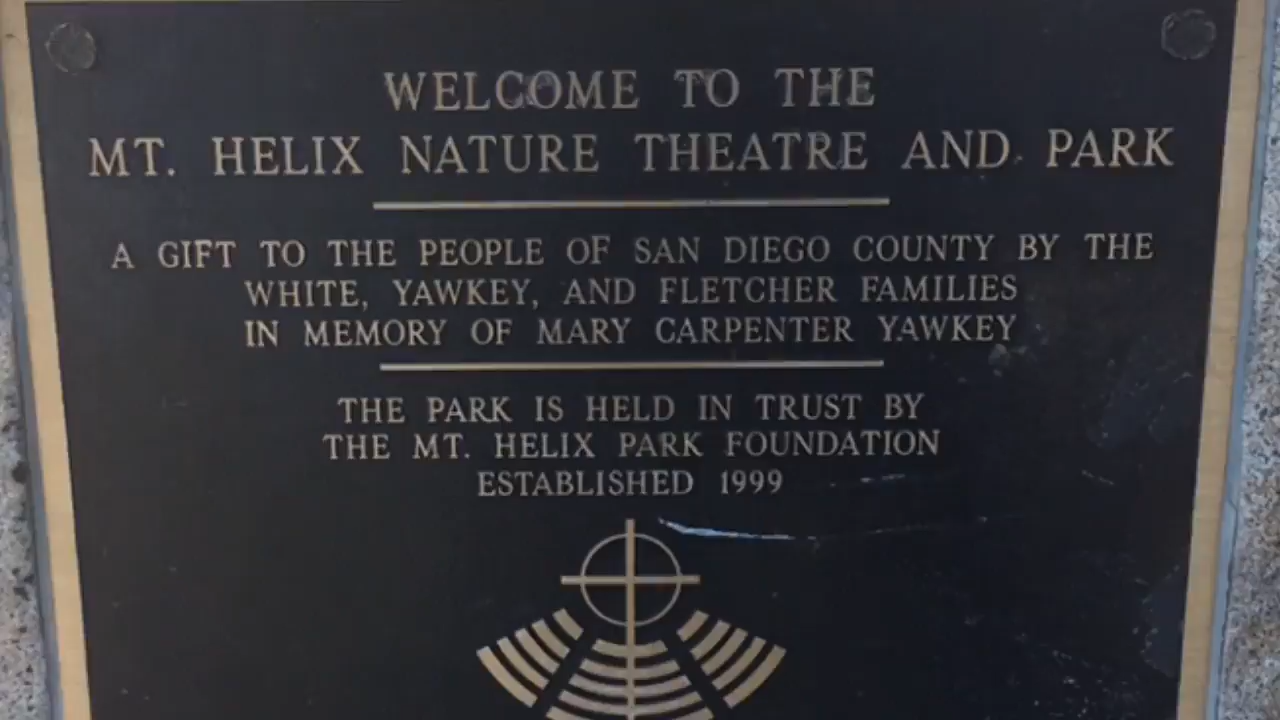 WELCOME TO THE
MT. HELIX NATURE THEATRE AND PARK
A GIFT TO THE PEOPLE OF SAN DIEGO COUNTY BY THE
WHITE, YAWKEY, AND FLETCHER FAMILIES
IN MEMORY OF MARY CARPENTER YAWKEY
THE PARK IS HELD IN TRUST BY
THE MT. HELIX PARK FOUNDATION
ESTABLISHED 1999